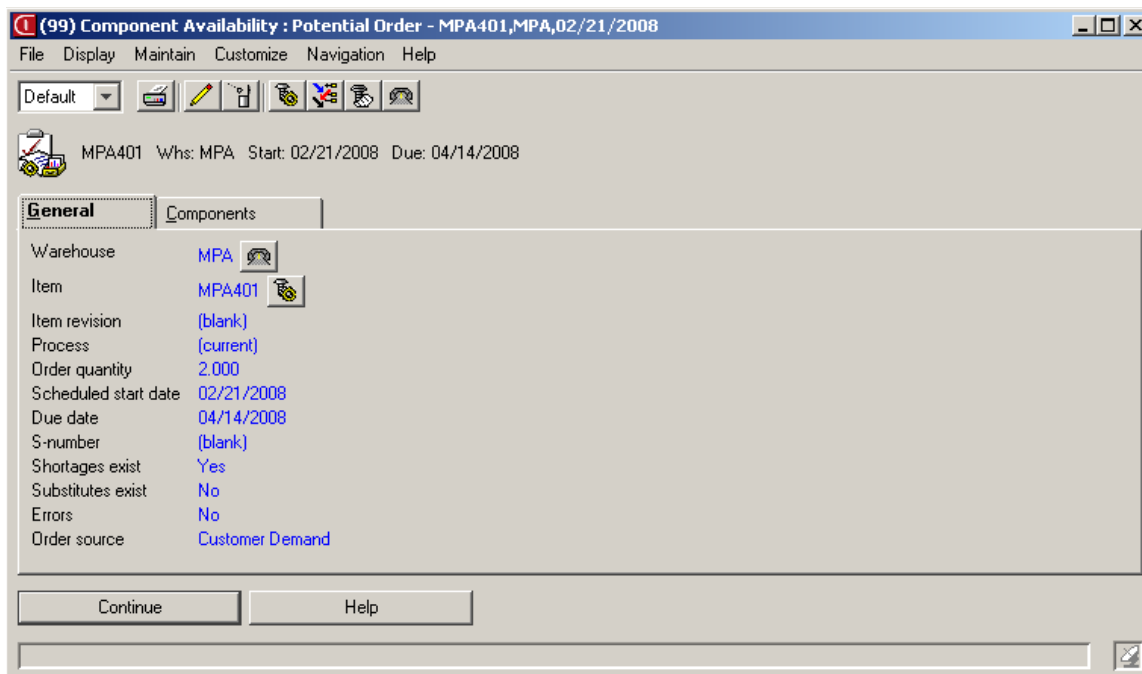 (99) Component Availability : Potential Order - MPA401,MPA,02/21/2008
File Display Maintain Customize Navigation Help
Default
MPA401 Whs: MPA Start: 02/21/2008 Due: 04/14/2008
General Components
Warehouse MPA
Item MPA401
Item revision (blank)
Process (current)
Order quantity 2.000
Scheduled start date 02/21/2008
Due date 04/14/2008
S-number (blank)
Shortages exist Yes
Substitutes exist No
Errors No
Order source Customer Demand
Continue Help